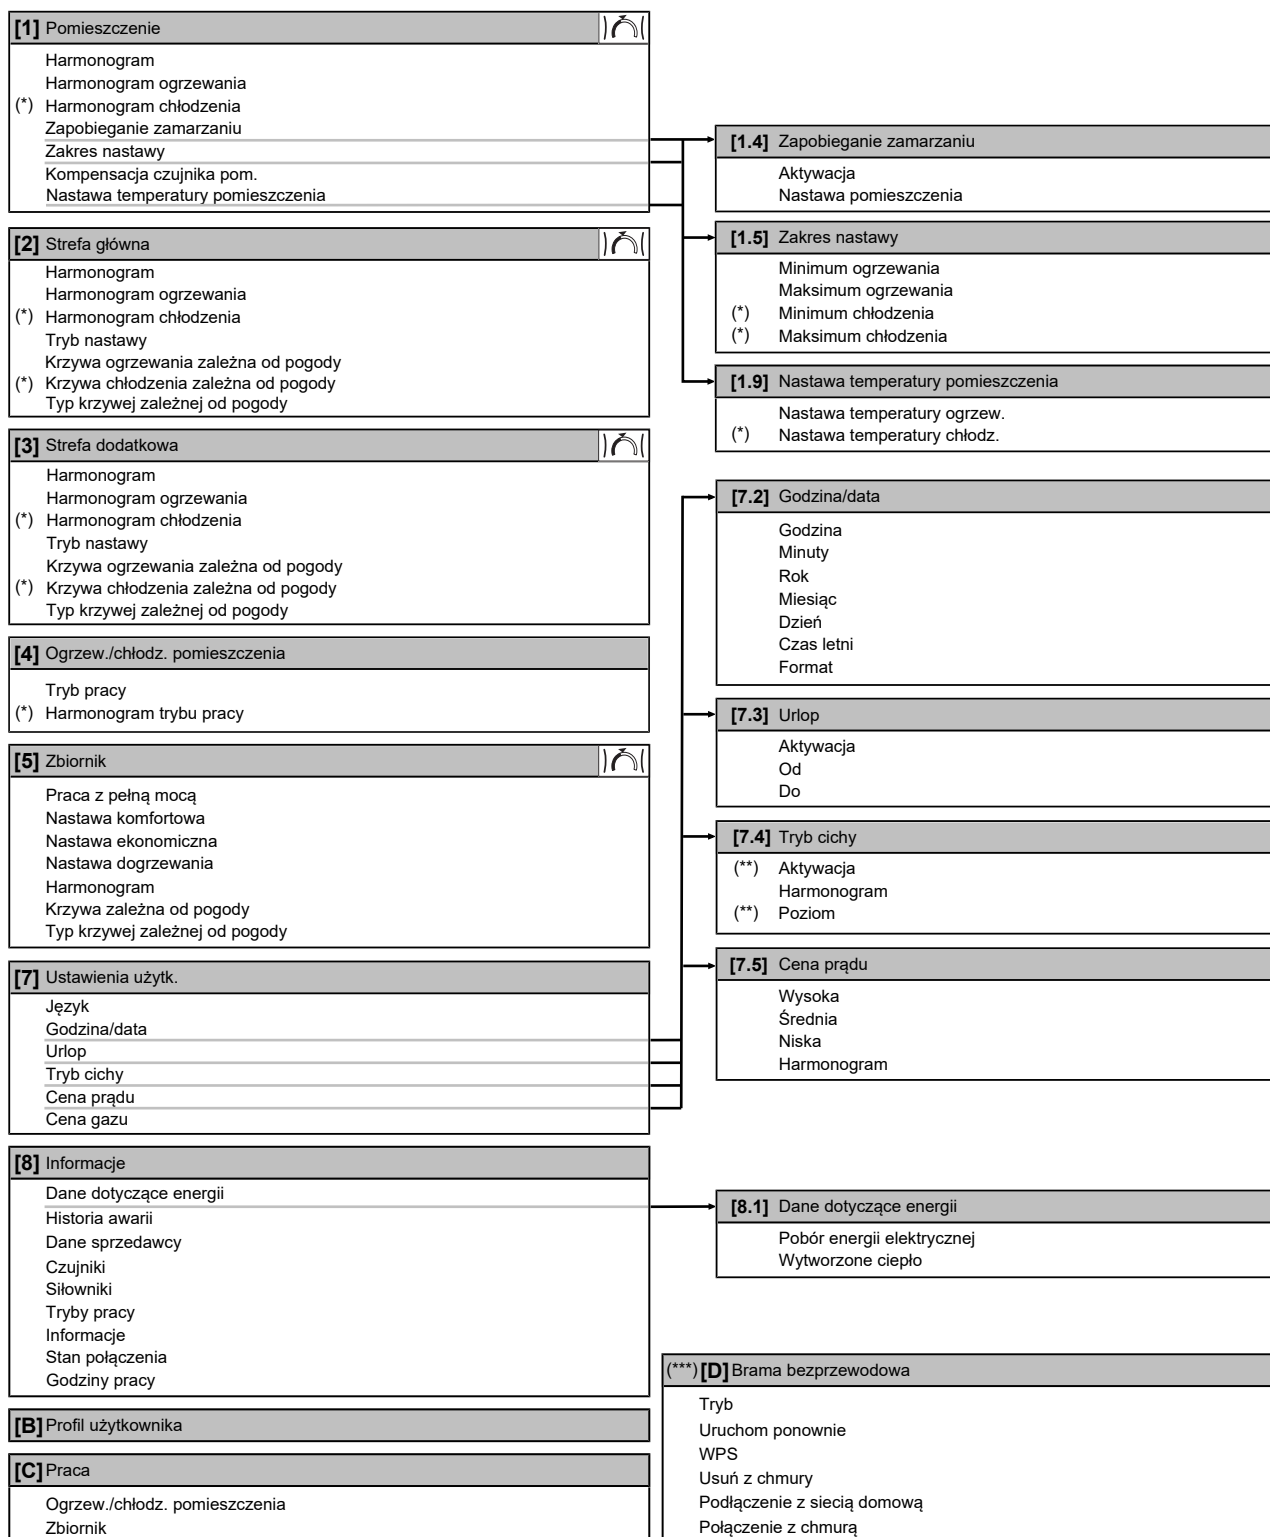 [1] Pomieszczenie
Harmonogram
Harmonogram ogrzewania
(*) Harmonogram chłodzenia
Zapobieganie zamarzaniu
Zakres nastawy
Kompensacja czujnika pom.
Nastawa temperatury pomieszczenia
[2] Strefa główna
Harmonogram
Harmonogram ogrzewania
(*) Harmonogram chłodzenia
Tryb nastawy
Krzywa ogrzewania zależna od pogody
(*) Krzywa chłodzenia zależna od pogody
Typ krzywej zależnej od pogody
[3] Strefa dodatkowa
Harmonogram
Harmonogram ogrzewania
(*) Harmonogram chłodzenia
Tryb nastawy
Krzywa ogrzewania zależna od pogody
(*) Krzywa chłodzenia zależna od pogody
Typ krzywej zależnej od pogody
[4] Ogrzew./chłodz. pomieszczenia
Tryb pracy
(*) Harmonogram trybu pracy
[5] Zbiornik
Praca z pełną mocą
Nastawa komfortowa
Nastawa ekonomiczna
Nastawa dogrzewania
Harmonogram
Krzywa zależna od pogody
Typ krzywej zależnej od pogody
[7] Ustawienia użytk.
Język
Godzina/data
Urlop
Tryb cichy
Cena prądu
Cena gazu
[8] Informacje
Dane dotyczące energii
Historia awarii
Dane sprzedawcy
Czujniki
Siłowniki
Tryby pracy
Informacje
Stan połączenia
Godziny pracy
[B] Profil użytkownika
[C] Praca
Ogrzew./chłodz. pomieszczenia
Zbiornik
[1.4] Zapobieganie zamarzaniu
Aktywacja
Nastawa pomieszczenia
[1.5] Zakres nastawy
Minimum ogrzewania
Maksimum ogrzewania
(*) Minimum chłodzenia
(*) Maksimum chłodzenia
[1.9] Nastawa temperatury pomieszczenia
Nastawa temperatury ogrzew.
(*) Nastawa temperatury chłodz.
[7.2] Godzina/data
Godzina
Minuty
Rok
Miesiąc
Dzień
Czas letni
Format
[7.3] Urlop
Aktywacja
Od
Do
[7.4] Tryb cichy
(**) Aktywacja
Harmonogram
(**) Poziom
[7.5] Cena prądu
Wysoka
Średnia
Niska
Harmonogram
[8.1] Dane dotyczące energii
Pobór energii elektrycznej
Wytworzone ciepło
(***) [D] Brama bezprzewodowa
Tryb
Uruchom ponownie
WPS
Usuń z chmury
Podłączenie z siecią domową
Połączenie z chmurą